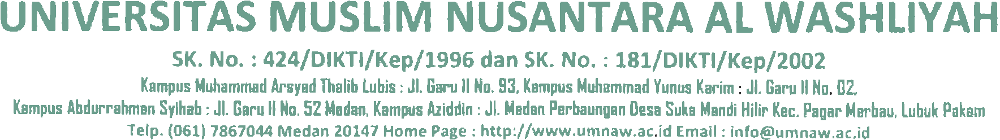 UNIVERSITAS MUSLIM NUSANTARA AL WASHLIYAH
SK. No. : 424/DIKTI/Kep/1996 dan SK. No. : 181/DIKTI/Kep/2002
Kampus Muhammad Arsyad Thalib Lubis : Jl. Garu II No. 93, Kampus Muhammad Yunus Karim : Jl. Garu II No. 02,
Kampus Abdurrahman Syihab : Jl. Garu II No. 52 Medan, Kampus Aziddin : Jl. Medan Perbaungan Desa Suka Mandi Hilir Kec. Pagar Merbau, Lubuk Pakam
Telp. (061) 7867044 Medan 20147 Home Page : http://www.umnaw.ac.id Email : info@umnaw.ac.id